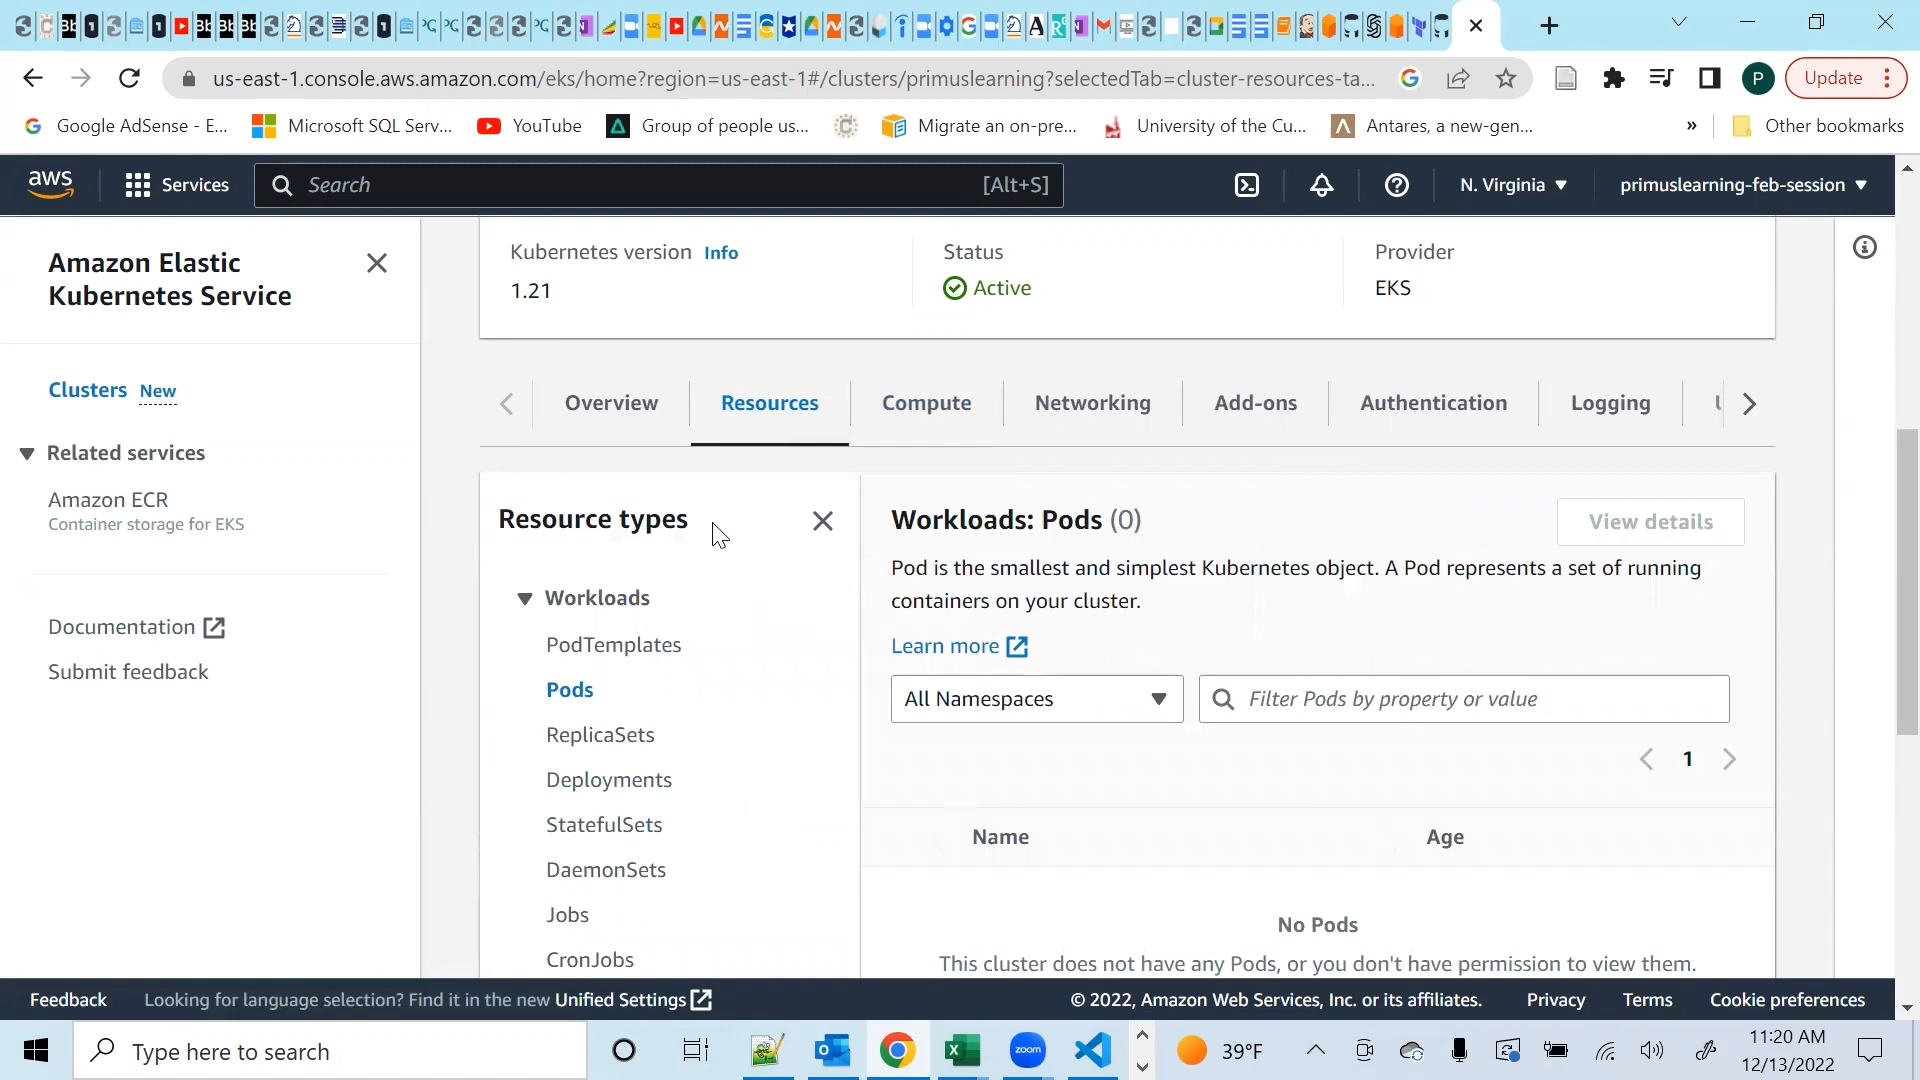 us-east-1.console.aws.amazon.com/eks/home?region=us-east-1#/clusters/primuslearning?selectedTab=cluster-resources-ta...
P
Update
Google AdSense - E...
Microsoft SQL Serv...
YouTube
Group of people us...
Migrate an on-pre...
University of the Cu...
Antares, a new-gen...
»
Other bookmarks
aws
Services
Search
[Alt+S]
N. Virginia
primuslearning-feb-session
Amazon Elastic
Kubernetes Service
Clusters New
Related services
Amazon ECR
Container storage for EKS
Documentation
Submit feedback
Kubernetes version Info
1.21
Status
Active
Provider
EKS
Overview
Resources
Compute
Networking
Add-ons
Authentication
Logging
Resource types
Workloads
PodTemplates
Pods
ReplicaSets
Deployments
StatefulSets
DaemonSets
Jobs
CronJobs
Workloads: Pods (0)
View details
Pod is the smallest and simplest Kubernetes object. A Pod represents a set of running
containers on your cluster.
Learn more
All Namespaces
Filter Pods by property or value
1
Name
Age
No Pods
This cluster does not have any Pods, or you don't have permission to view them.
Feedback
Looking for language selection? Find it in the new Unified Settings
© 2022, Amazon Web Services, Inc. or its affiliates.
Privacy
Terms
Cookie preferences
Type here to search
zoom
39°F
11:20 AM
12/13/2022